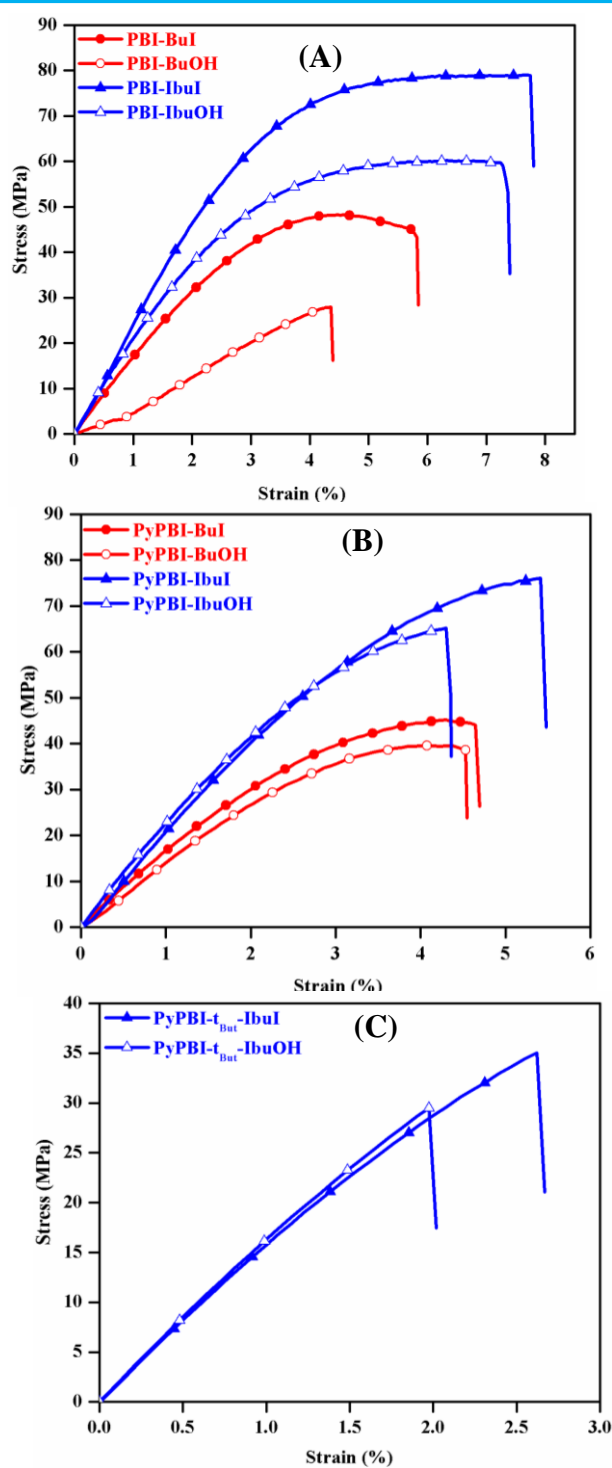 (A)
PBI-BuI
PBI-BuOH
PBI-IbuI
PBI-IbuOH
90
80
70
60
50
40
30
20
10
0
Stress (MPa)
0 1 2 3 4 5 6 7 8
Strain (%)
(B)
PyPBI-BuI
PyPBI-BuOH
PyPBI-IbuI
PyPBI-IbuOH
90
80
70
60
50
40
30
20
10
0
Stress (MPa)
0 1 2 3 4 5 6
Strain (%)
(C)
PyPBI-t_But-IbuI
PyPBI-t_But-IbuOH
40
35
30
25
20
15
10
5
0
Stress (MPa)
0.0 0.5 1.0 1.5 2.0 2.5 3.0
Strain (%)